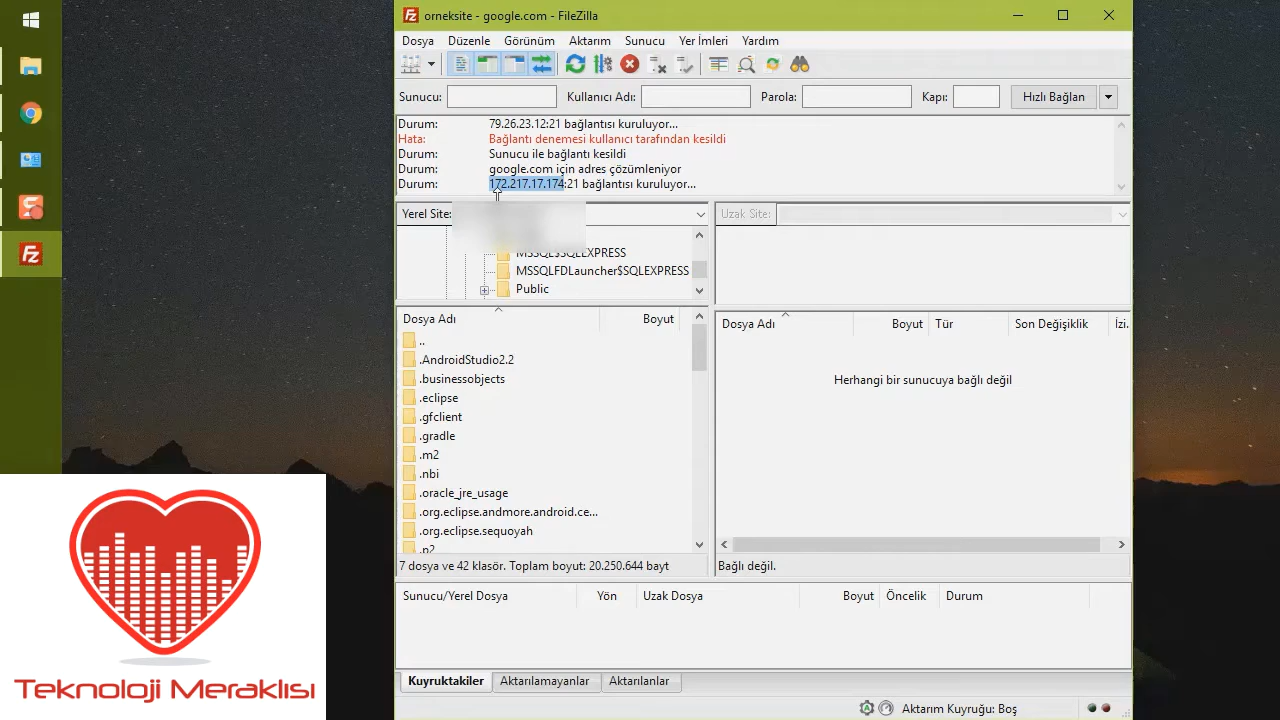 orneksite - google.com - FileZilla
Dosya Düzenle Görünüm Aktarım Sunucu Yer İmleri Yardım
Sunucu: Kullanıcı Adı: Parola: Kapı: Hızlı Bağlan
Durum: 79.26.23.12:21 bağlantısı kuruluyor...
Hata: Bağlantı denemesi kullanıcı tarafından kesildi
Durum: Sunucu ile bağlantı kesildi
Durum: google.com için adres çözümleniyor
Durum: 172.217.17.174:21 bağlantısı kuruluyor...
Yerel Site:
MSSQL$SQLEXPRESS
MSSQLFDLauncher$SQLEXPRESS
Public
Dosya Adı Boyut
..
.AndroidStudio2.2
.businessobjects
.eclipse
.gfclient
.gradle
.m2
.nbi
.oracle_jre_usage
.org.eclipse.andmore.android.ce...
.org.eclipse.sequoyah
.p2
7 dosya ve 42 klasör. Toplam boyut: 20.250.644 bayt
Uzak Site:
Dosya Adı Boyut Tür Son Değişiklik İzi.
Herhangi bir sunucuya bağlı değil
Bağlı değil.
Sunucu/Yerel Dosya Yön Uzak Dosya Boyut Öncelik Durum
Kuyruktakiler Aktarılamayanlar Aktarılanlar
Aktarım Kuyruğu: Boş
Teknoloji Meraklısı